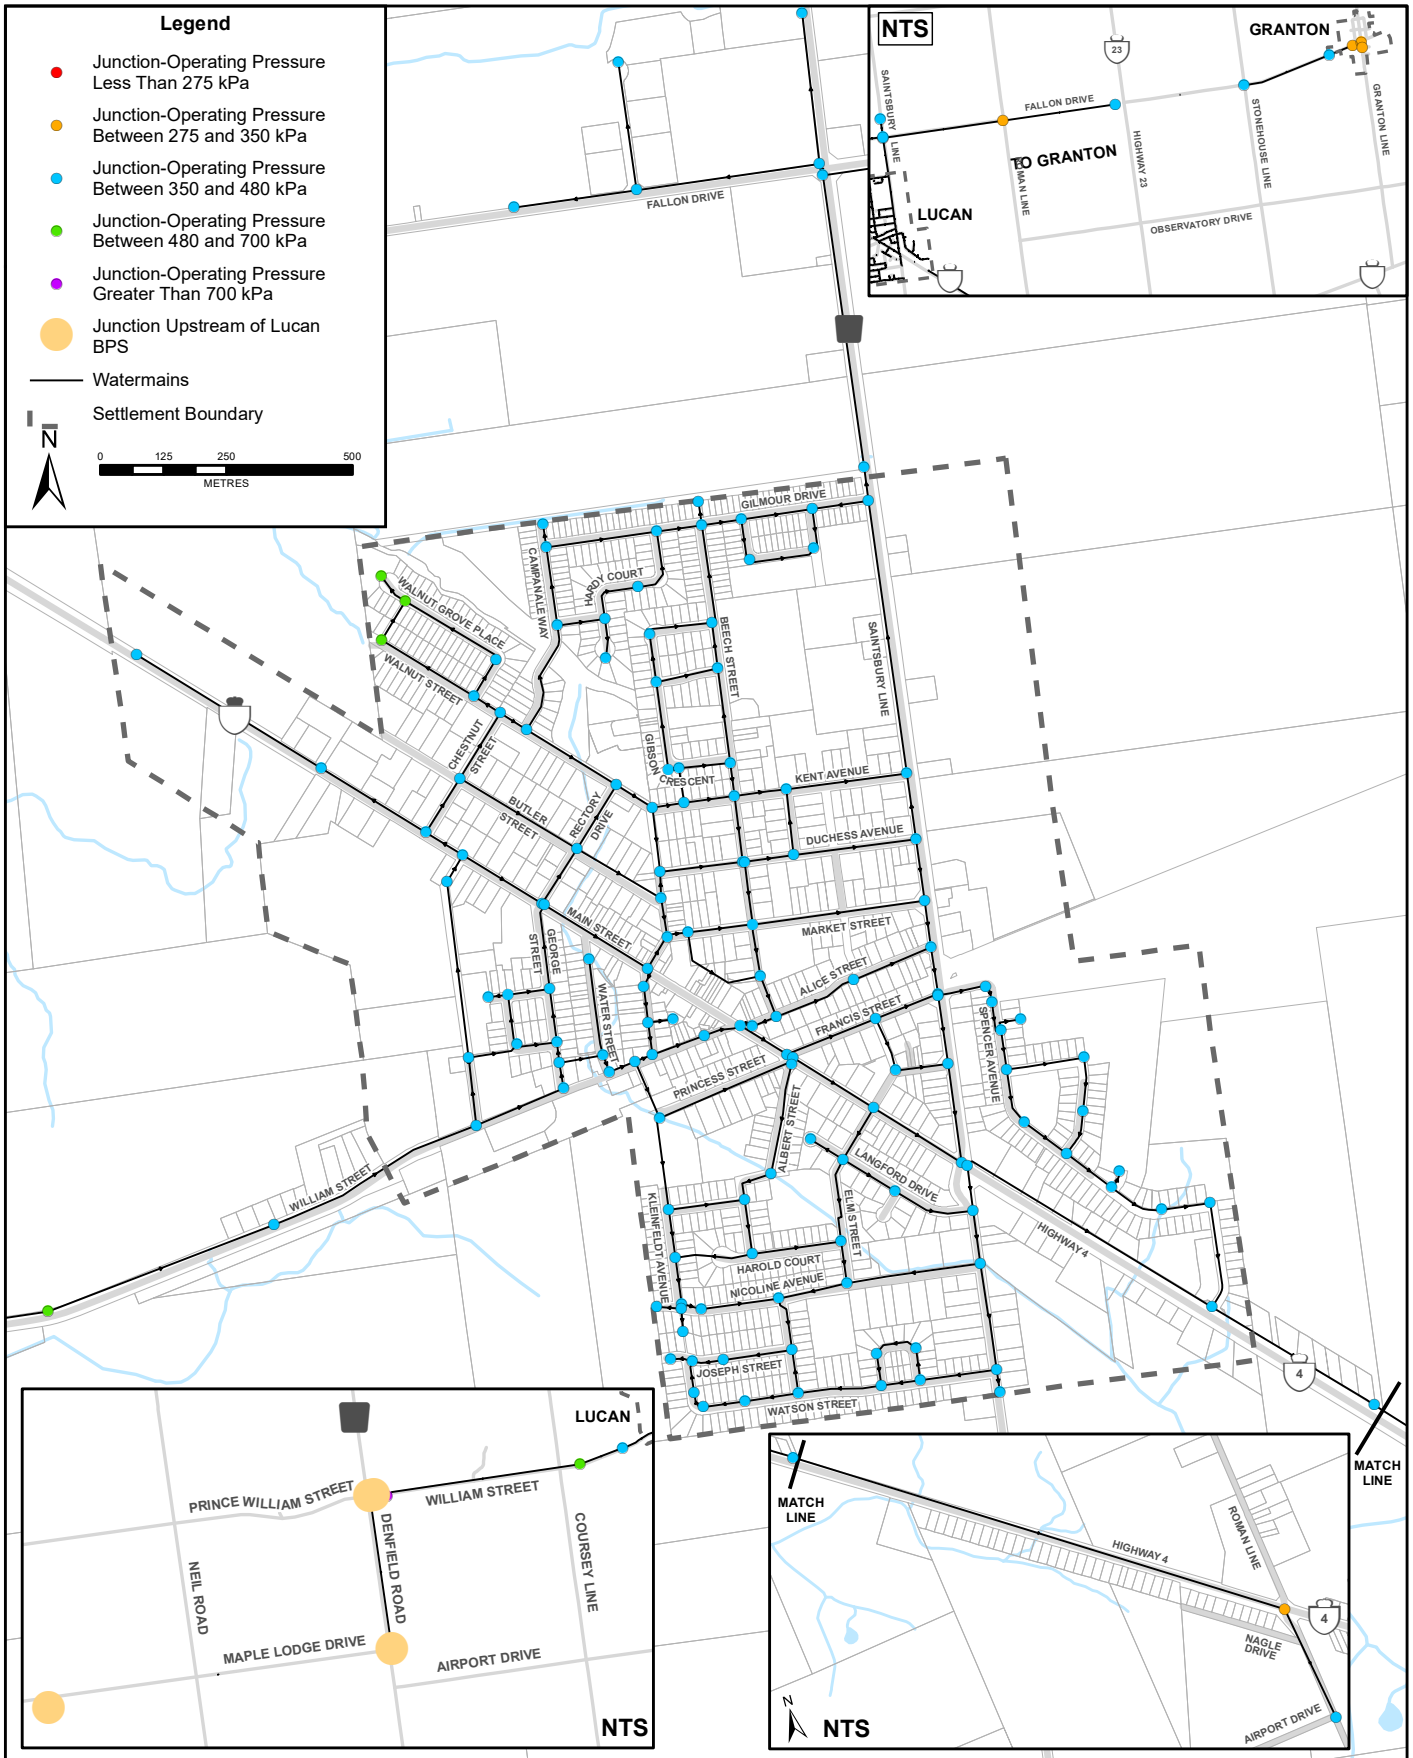 Legend
Junction-Operating Pressure
Less Than 275 kPa
Junction-Operating Pressure
Between 275 and 350 kPa
Junction-Operating Pressure
Between 350 and 480 kPa
Junction-Operating Pressure
Between 480 and 700 kPa
Junction-Operating Pressure
Greater Than 700 kPa
Junction Upstream of Lucan
BPS
Watermains
Settlement Boundary
N
0 125 250 500
METRES
NTS
GRANTON
23
SAINTSBURY LINE
FALLON DRIVE
TO GRANTON
ROMAN LINE
HIGHWAY 23
STONEHOUSE LINE
GRANTON LINE
LUCAN
OBSERVATORY DRIVE
FALLON DRIVE
GILMOUR DRIVE
CAMPANALE WAY
HARDY COURT
WALNUT GROVE PLACE
WALNUT STREET
BEECH STREET
SAINTSBURY LINE
CHESTNUT
STREET
GIBSON
CRESCENT
KENT AVENUE
BUTLER
STREET
RECTORY
DRIVE
DUCHESS AVENUE
MAIN STREET
MARKET STREET
GEORGE
STREET
WATER STREET
ALICE STREET
FRANCIS STREET
SPENCER AVENUE
PRINCESS STREET
ALBERT STREET
LANGFORD DRIVE
WILLIAM STREET
KLEINFELDT AVENUE
ELM STREET
HAROLD COURT
NICOLINE AVENUE
HIGHWAY 4
JOSEPH STREET
WATSON STREET
4
MATCH
LINE
LUCAN
PRINCE WILLIAM STREET
WILLIAM STREET
DENFIELD ROAD
COURSEY LINE
NEIL ROAD
MAPLE LODGE DRIVE
AIRPORT DRIVE
NTS
MATCH
LINE
HIGHWAY 4
ROMAN LINE
4
NAGLE
DRIVE
AIRPORT DRIVE
N
NTS